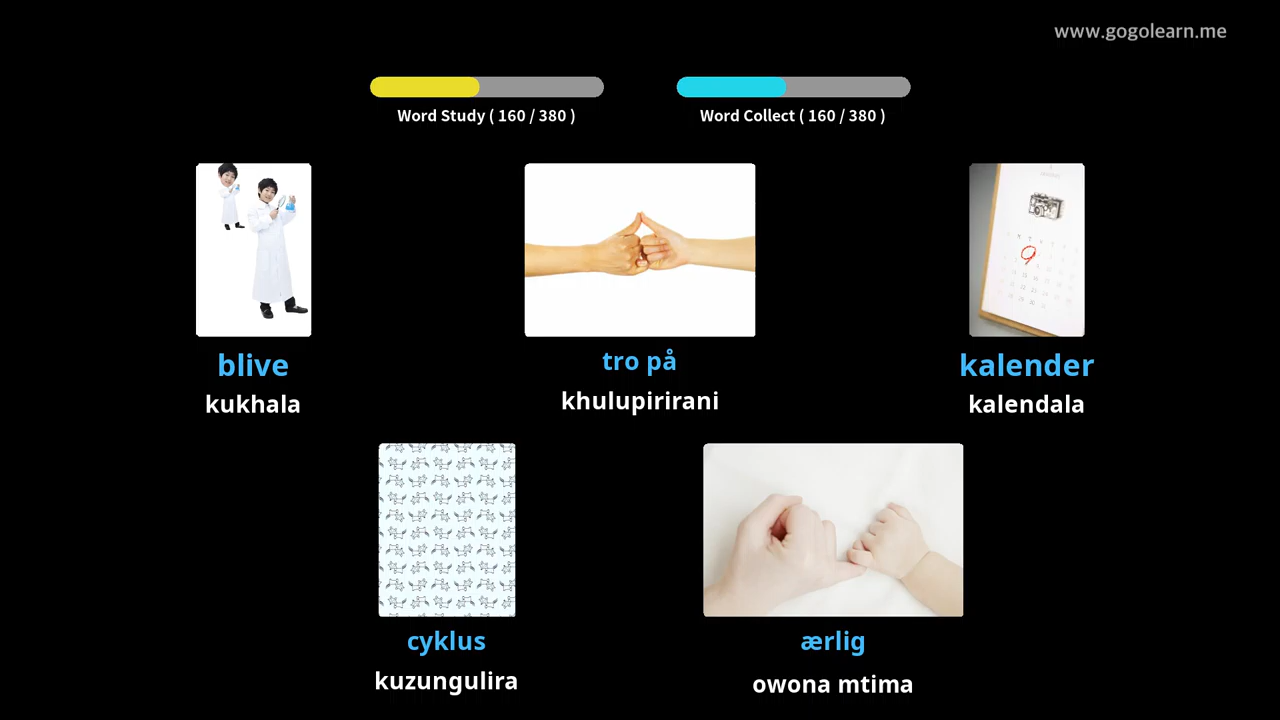 www.gogolearn.me
Word Study ( 160 / 380 )
Word Collect ( 160 / 380 )
blive
kukhala
tro på
khulupirirani
kalender
kalendala
cyklus
kuzungulira
ærlig
owona mtima